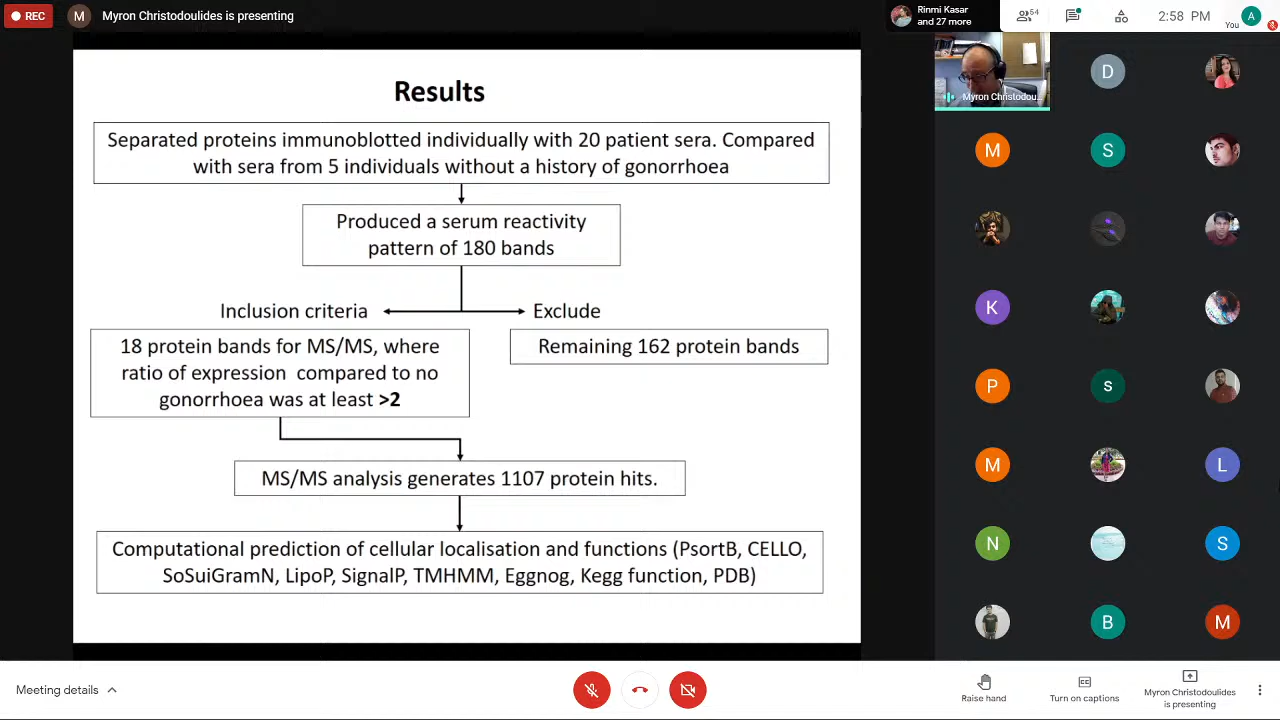 REC
M
Myron Christodoulides is presenting
Rinmi Kasar
and 27 more
54
2:58 PM
A
You
Results
Separated proteins immunoblotted individually with 20 patient sera. Compared
with sera from 5 individuals without a history of gonorrhoea
Produced a serum reactivity
pattern of 180 bands
Inclusion criteria
Exclude
18 protein bands for MS/MS, where
ratio of expression compared to no
gonorrhoea was at least >2
Remaining 162 protein bands
MS/MS analysis generates 1107 protein hits.
Computational prediction of cellular localisation and functions (PsortB, CELLO,
SoSuiGramN, LipoP, SignalP, TMHMM, Eggnog, Kegg function, PDB)
Myron Christodou...
D
M
S
K
P
s
M
L
N
S
B
M
Meeting details
Raise hand
CC
Turn on captions
Myron Christodoulides
is presenting